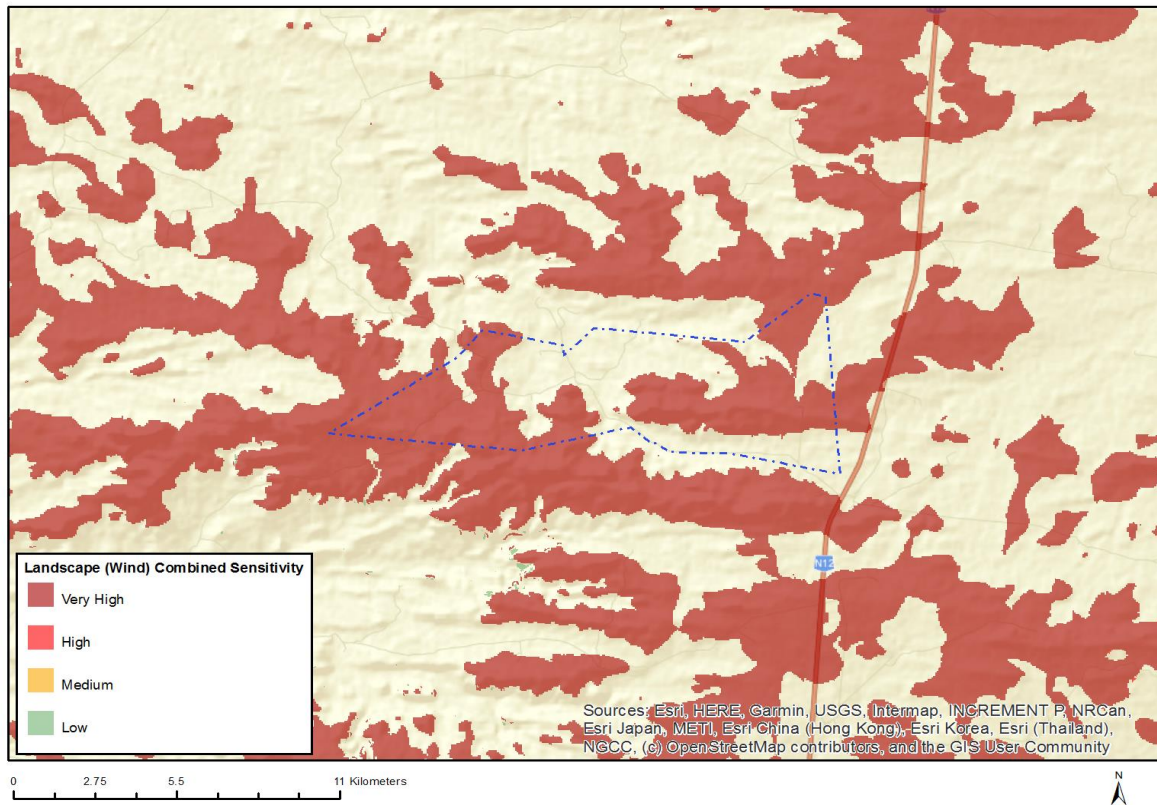 N12
Landscape (Wind) Combined Sensitivity
Very High
High
Medium
Low
Sources: Esri, HERE, Garmin, USGS, Intermap, INCREMENT P, NRCan,
Esri Japan, METI, Esri China (Hong Kong), Esri Korea, Esri (Thailand),
NGCC, (c) OpenStreetMap contributors, and the GIS User Community
0 2.75 5.5 11 Kilometers
N